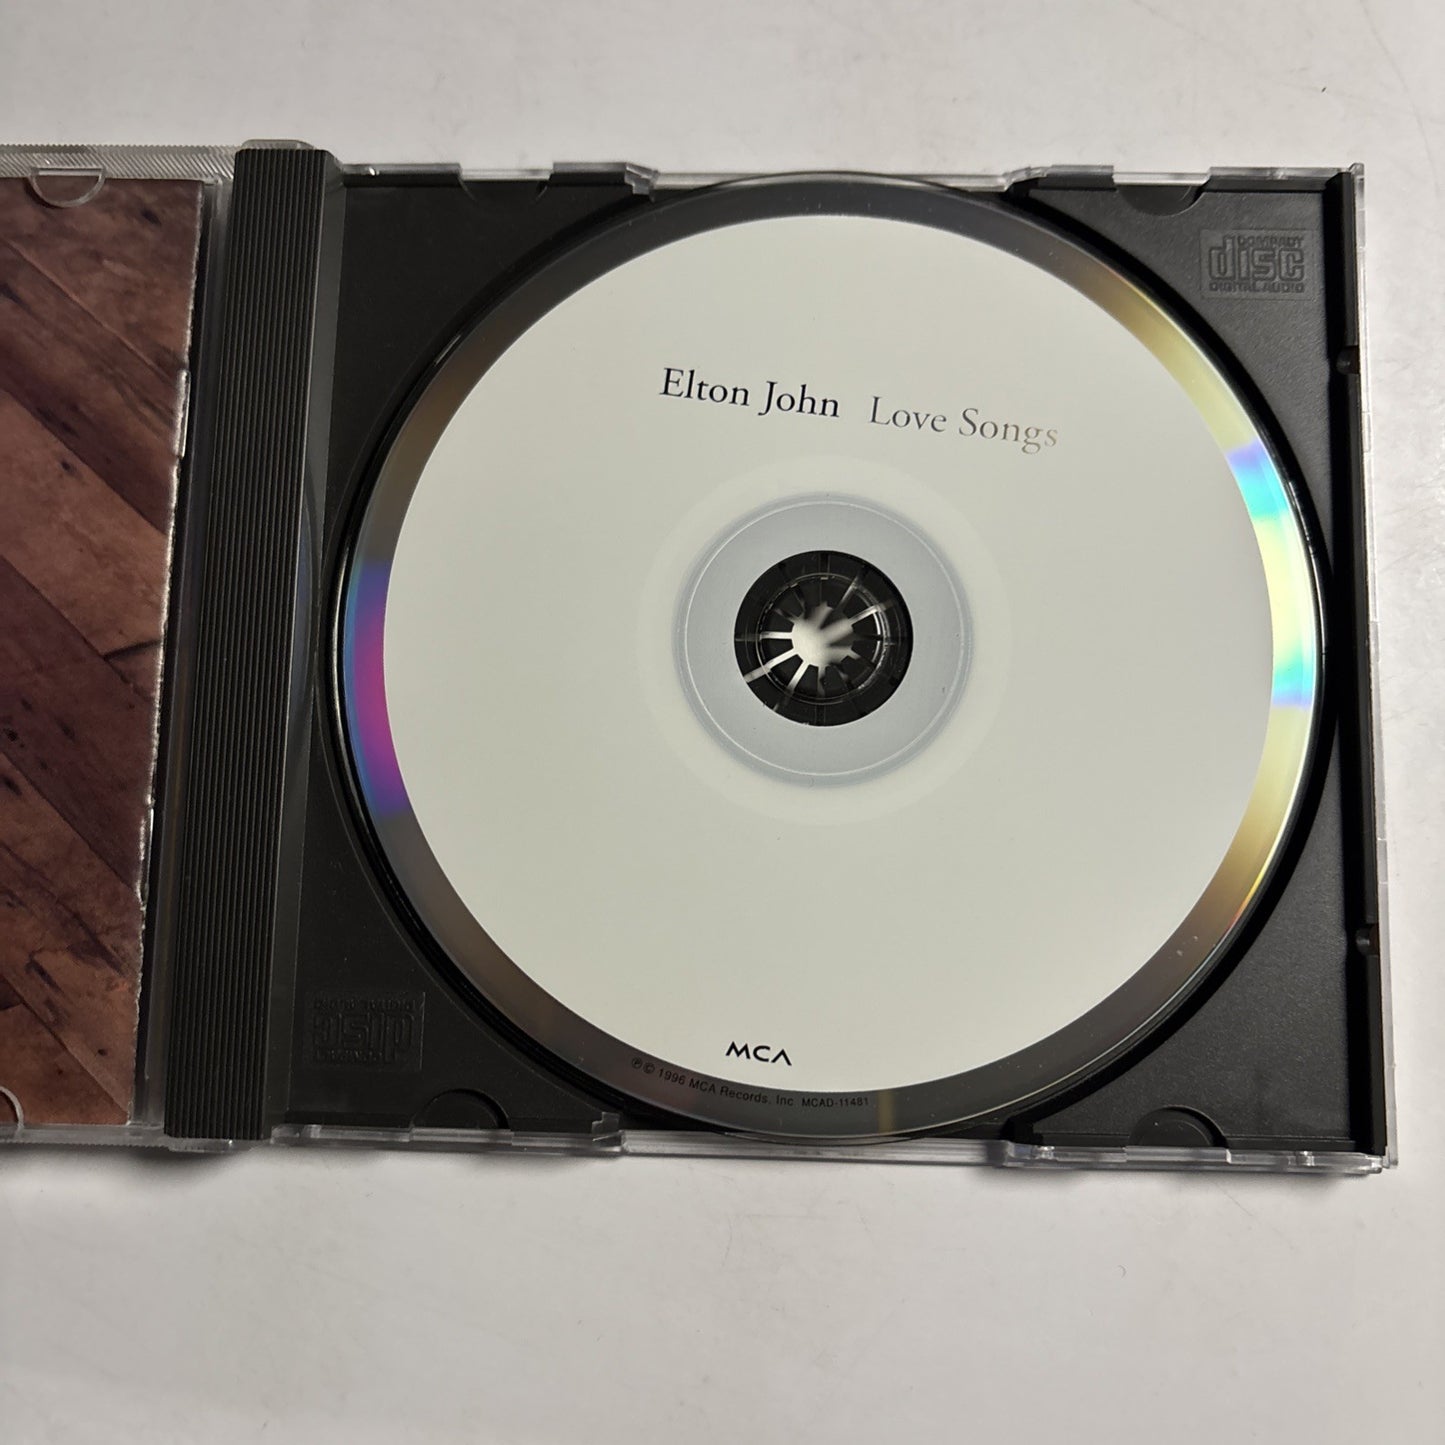 COMPACT
disc
DIGITAL AUDIO
Elton John Love Songs
MCA
℗© 1996 MCA Records, Inc MCAD-11481